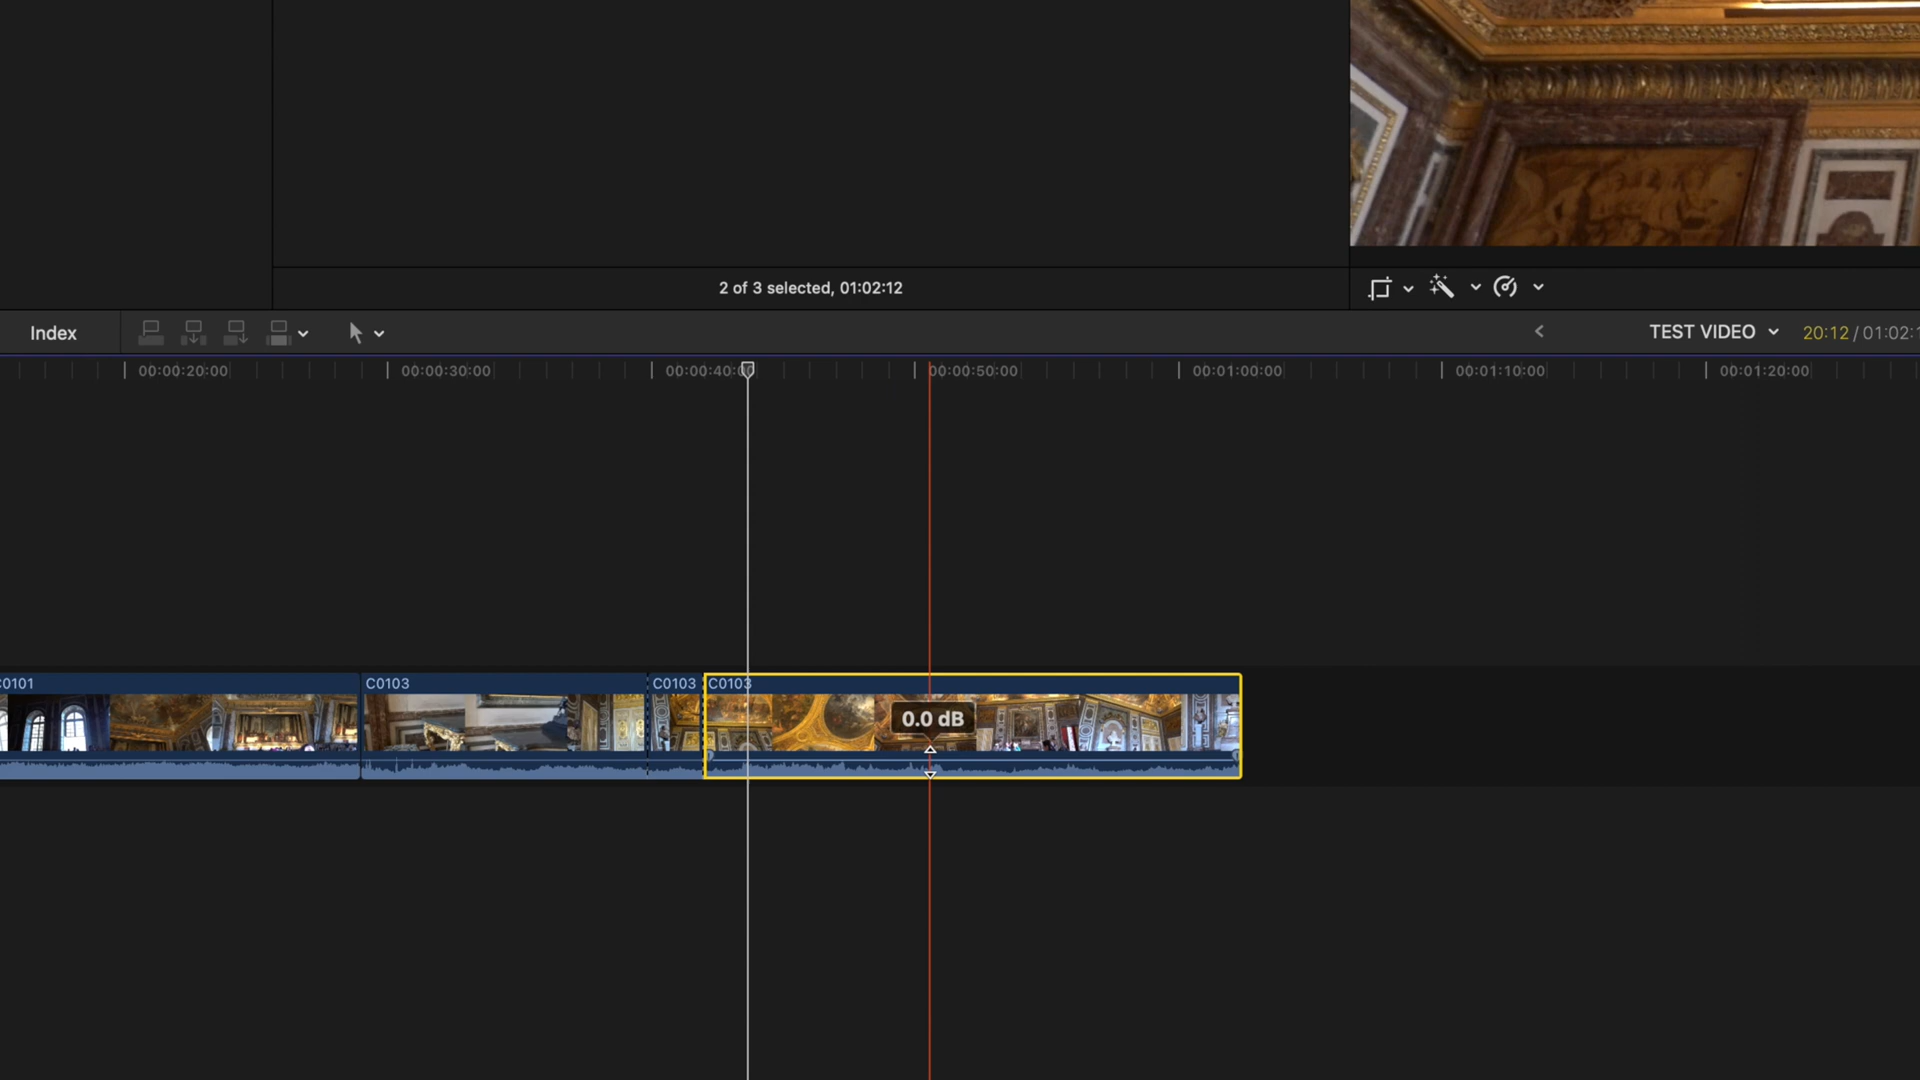 2 of 3 selected, 01:02:12
Index
TEST VIDEO
20:12 / 01:02:1
00:00:20:00
00:00:30:00
00:00:40:00
00:00:50:00
00:01:00:00
00:01:10:00
00:01:20:00
C0101
C0103
C0103
C0103
0.0 dB